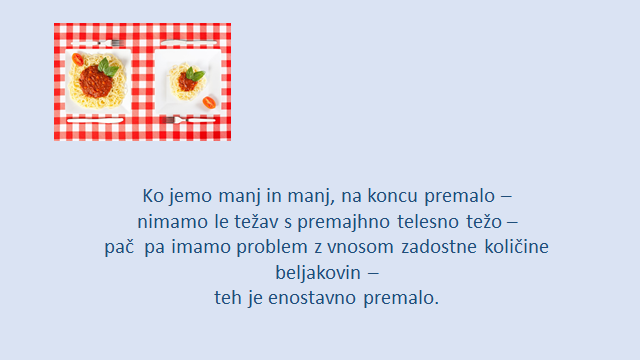 Ko jemo manj in manj, na koncu premalo –
nimamo le težav s premajhno telesno težo –
pač  pa imamo problem z vnosom zadostne količine
beljakovin –
teh je enostavno premalo.